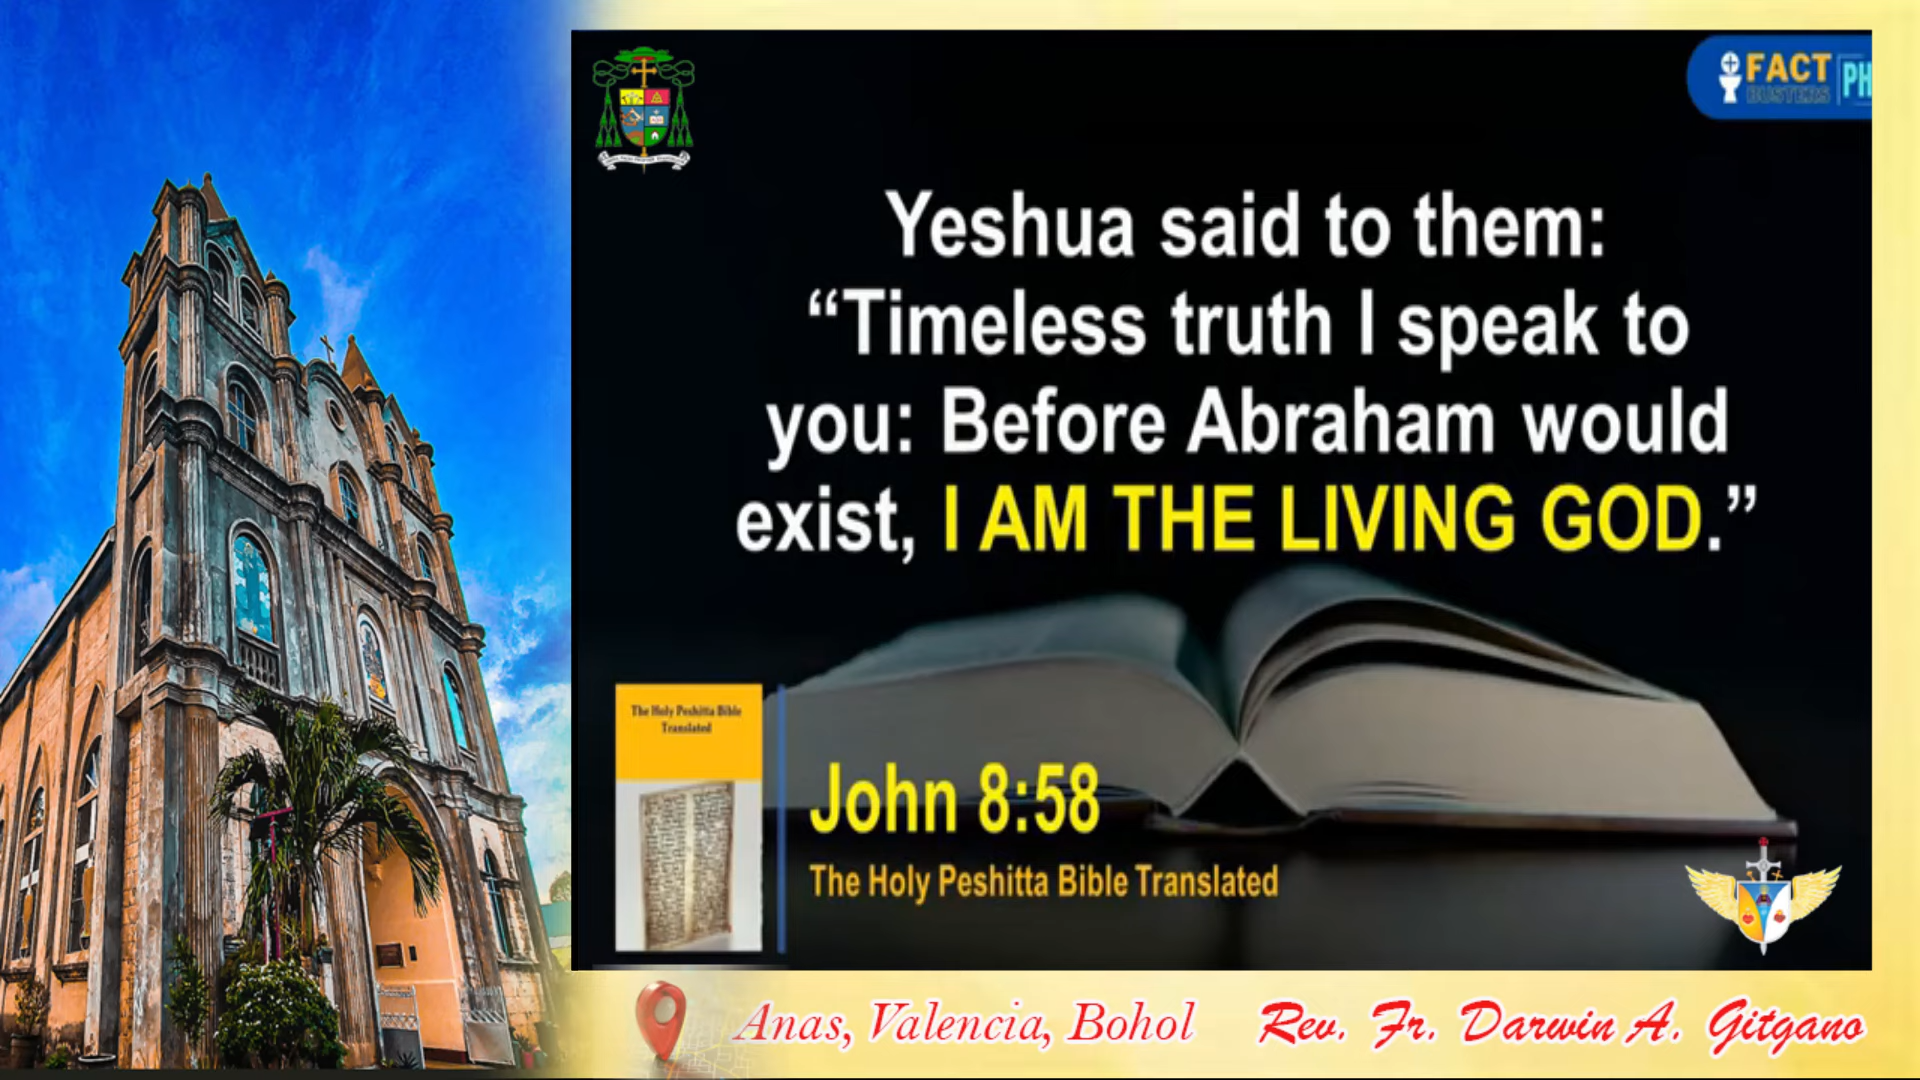 FACT
BUSTERS
PH
Yeshua said to them:
“Timeless truth I speak to
you: Before Abraham would
exist, I AM THE LIVING GOD.”
The Holy Peshitta Bible
Translated
John 8:58
The Holy Peshitta Bible Translated
Anas, Valencia, Bohol
Rev. Fr. Darwin A. Gitgano